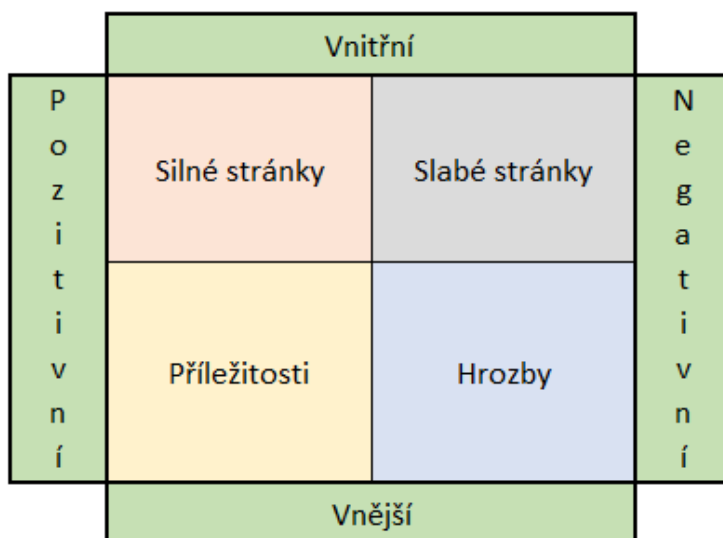 Vnitřní
Pozitivní
Silné stránky
Slabé stránky
Negativní
Příležitosti
Hrozby
Vnější